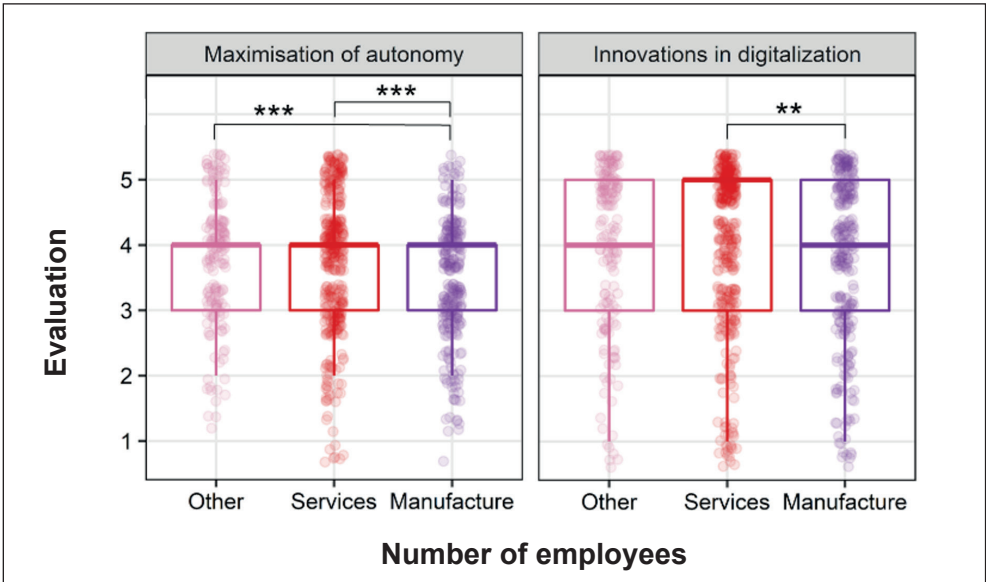 Maximisation of autonomy
Innovations in digitalization
***
***
**
Evaluation
5
4
3
2
1
Other Services Manufacture
Other Services Manufacture
Number of employees